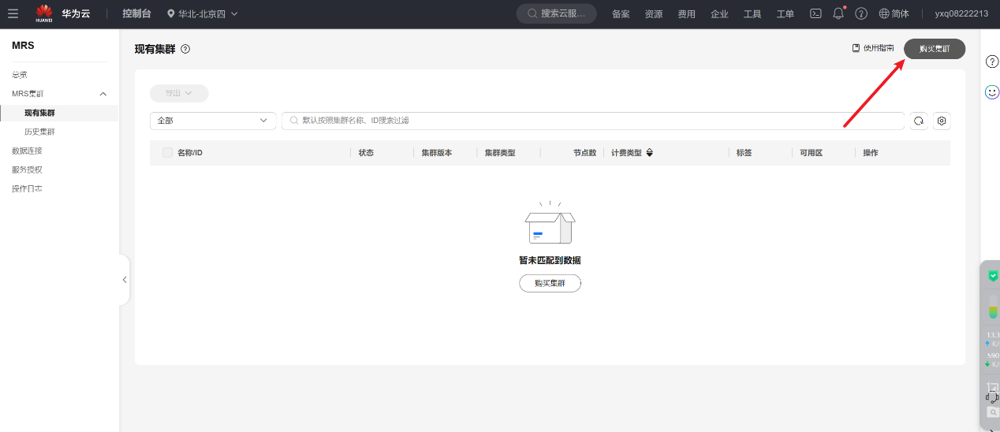 HUAWEI 华为云 控制台 华北-北京四 搜索云服... 备案 资源 费用 企业 工具 工单 简体 yxq08222213
MRS
总览
MRS集群
现有集群
历史集群
数据连接
服务授权
操作日志
现有集群
使用指南
购买集群
导出
全部
默认按照集群名称、ID搜索过滤
名称/ID 状态 集群版本 集群类型 节点数 计费类型 标签 可用区 操作
暂未匹配到数据
购买集群